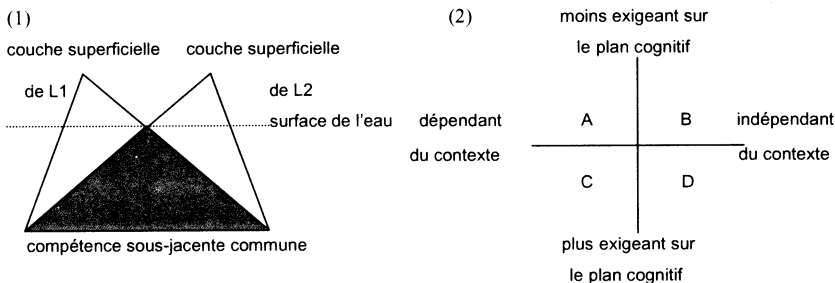 (1)
couche superficielle
couche superficielle
de L1
de L2
surface de l'eau
compétence sous-jacente commune
(2)
moins exigeant sur
le plan cognitif
dépendant
A
B
indépendant
du contexte
du contexte
C
D
plus exigeant sur
le plan cognitif